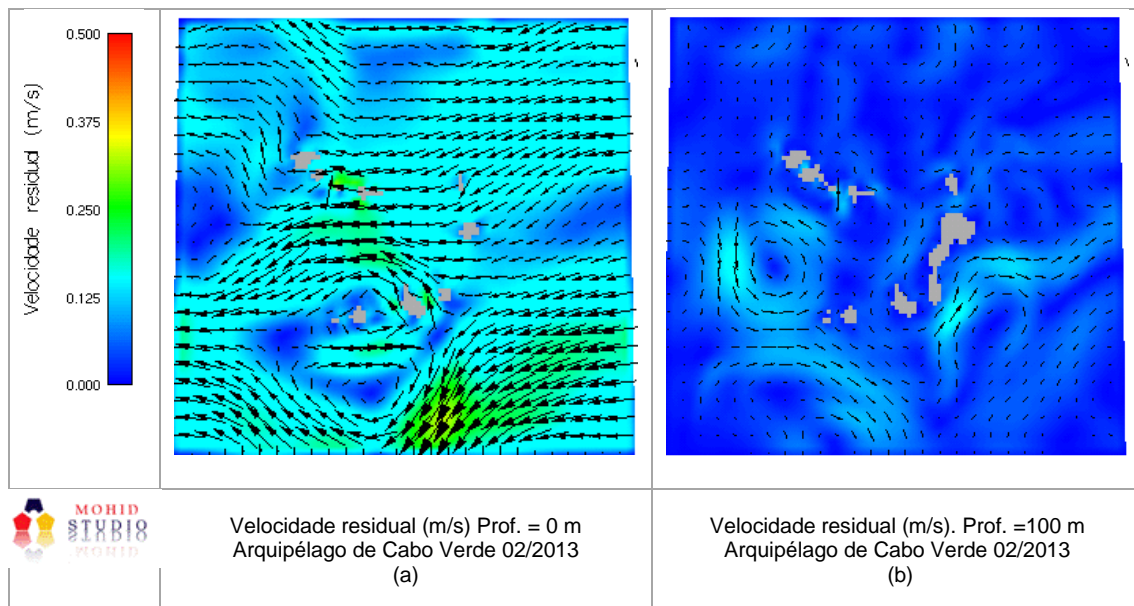 Velocidade residual (m/s)
0.500
0.375
0.250
0.125
0.000
MOHID
STUDIO
Velocidade residual (m/s) Prof. = 0 m
Arquipélago de Cabo Verde 02/2013
(a)
Velocidade residual (m/s). Prof. =100 m
Arquipélago de Cabo Verde 02/2013
(b)